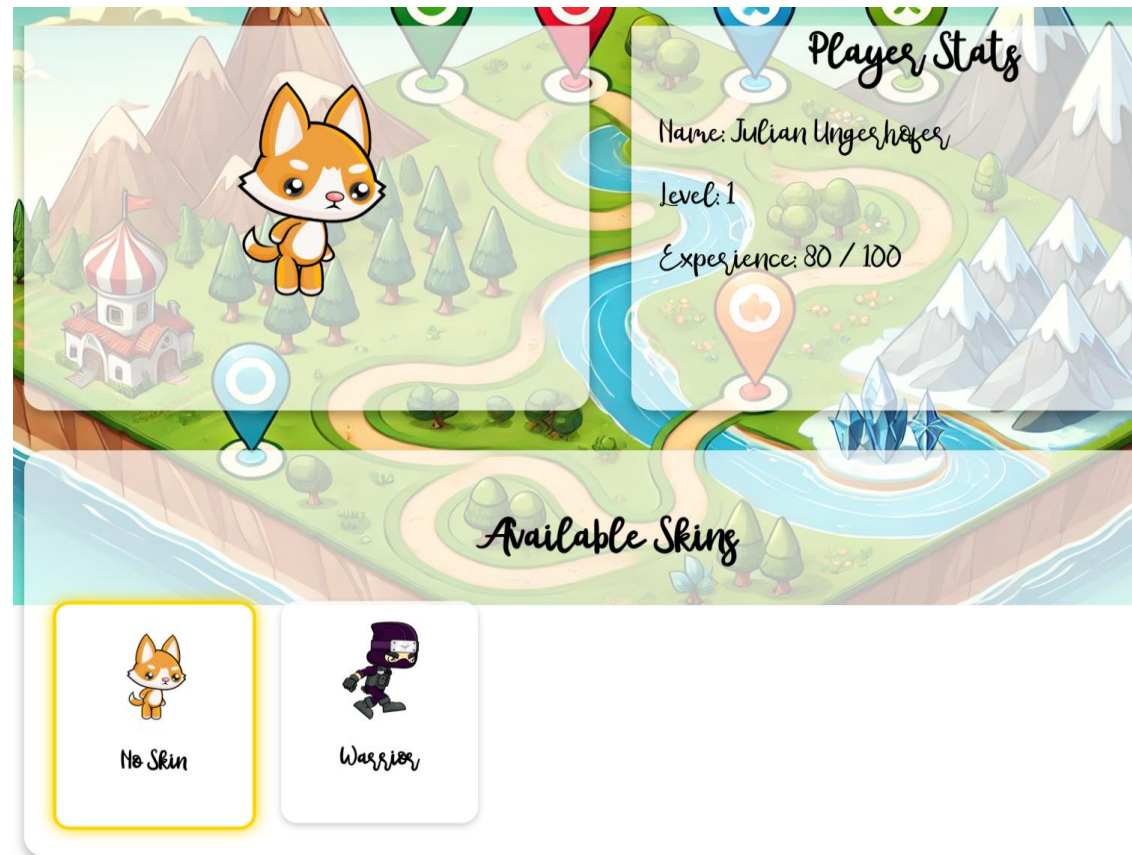 Player Stats
Name: Julian Ungerhofer
Level: 1
Experience: 80 / 100
Available Skins
No Skin
Warrior